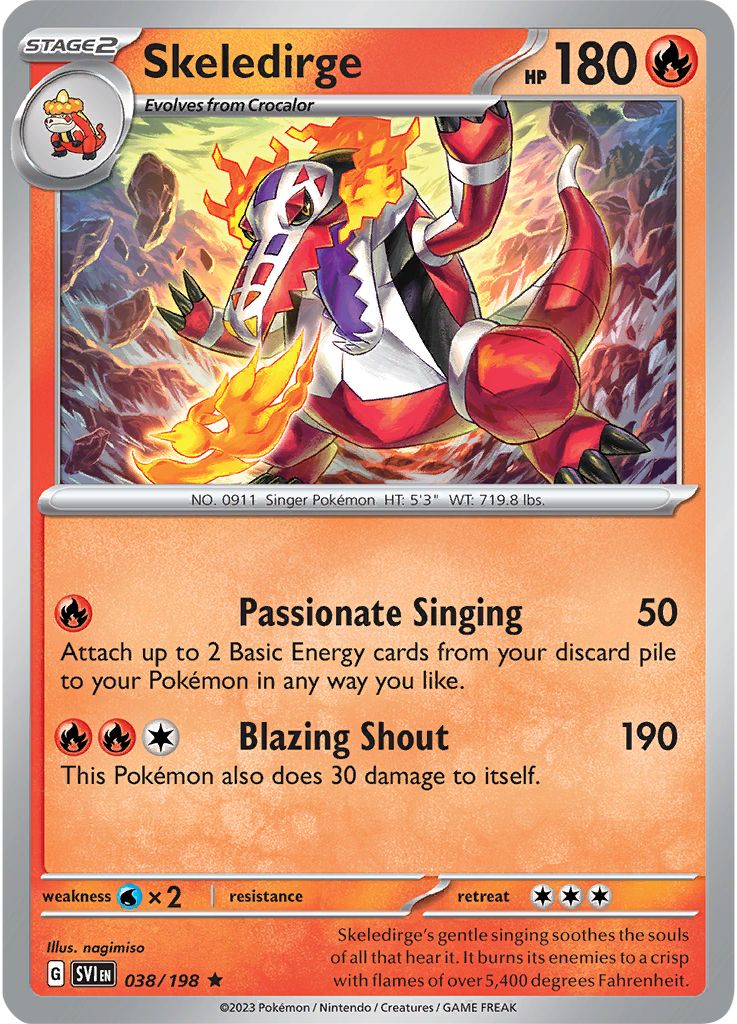 STAGE2
Skeledirge
HP 180
Evolves from Crocalor
NO. 0911 Singer Pokémon HT: 5'3" WT: 719.8 lbs.
Passionate Singing 50
Attach up to 2 Basic Energy cards from your discard pile
to your Pokémon in any way you like.
Blazing Shout 190
This Pokémon also does 30 damage to itself.
weakness ×2 resistance retreat
Illus. nagimiso
G SVI EN 038/198 ★
Skeledirge's gentle singing soothes the souls
of all that hear it. It burns its enemies to a crisp
with flames of over 5,400 degrees Fahrenheit.
©2023 Pokémon / Nintendo / Creatures / GAME FREAK